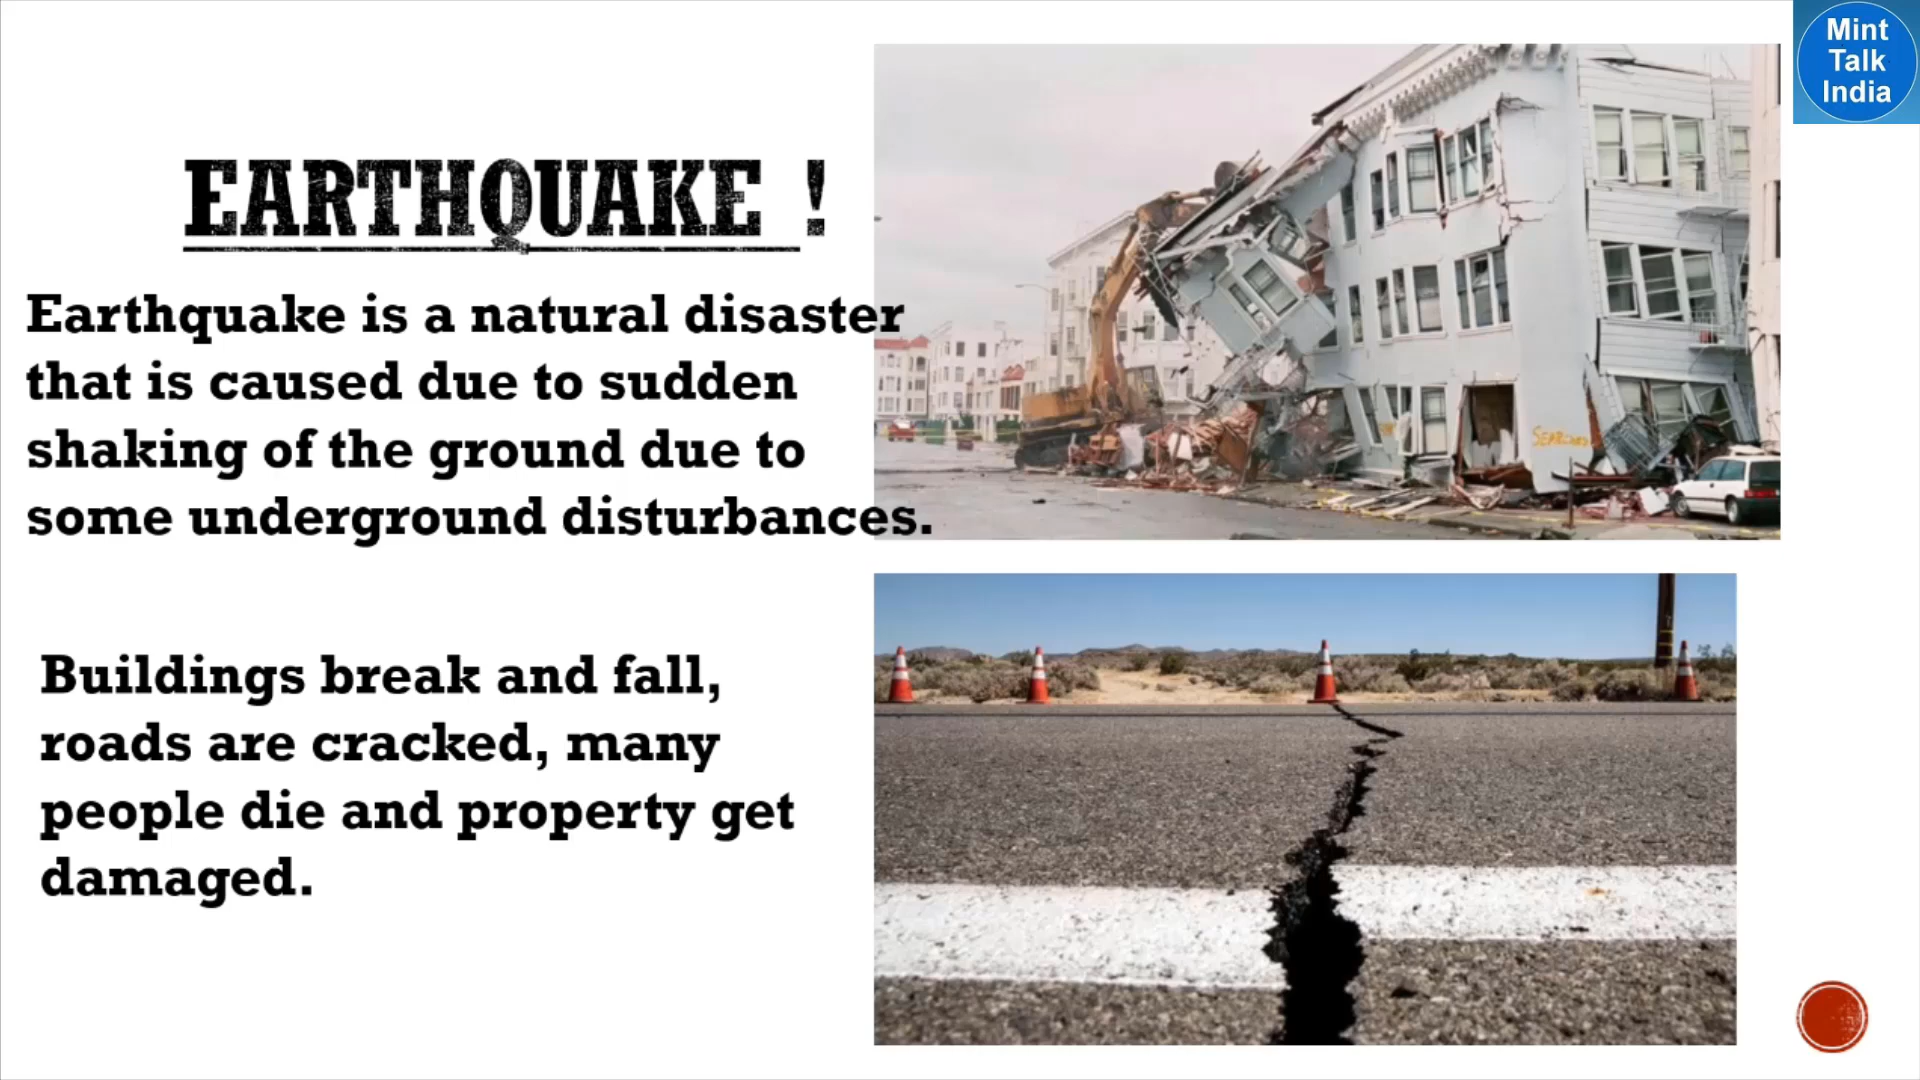 Mint
Talk
India
EARTHQUAKE !
Earthquake is a natural disaster
that is caused due to sudden
shaking of the ground due to
some underground disturbances.
Buildings break and fall,
roads are cracked, many
people die and property get
damaged.